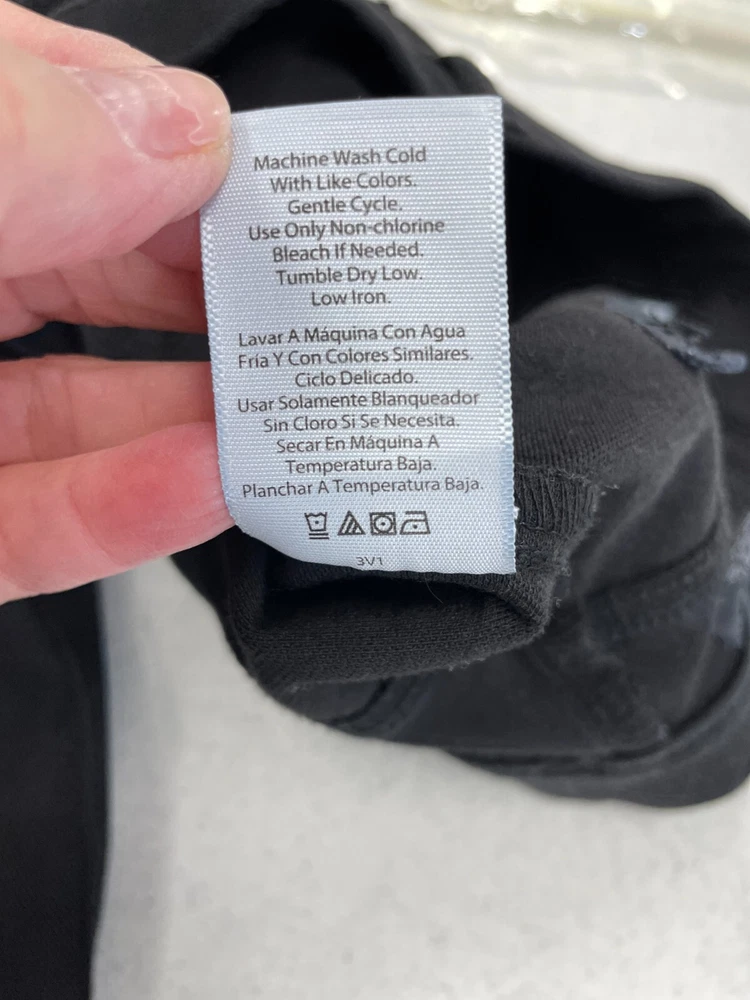 Machine Wash Cold
With Like Colors.
Gentle Cycle.
Use Only Non-chlorine
Bleach If Needed.
Tumble Dry Low.
Low Iron.
Lavar A Máquina Con Agua
Fría Y Con Colores Similares.
Ciclo Delicado.
Usar Solamente Blanqueador
Sin Cloro Si Se Necesita.
Secar En Máquina A
Temperatura Baja.
Planchar A Temperatura Baja.
3V1